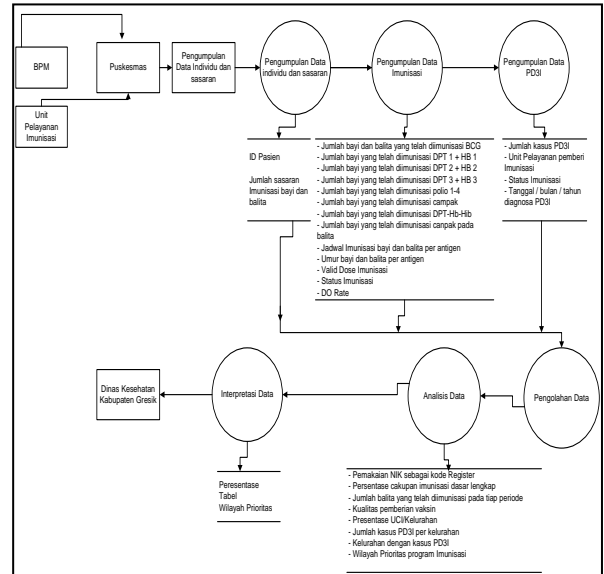 BPM
Puskesmas
Pengumpulan
Data Individu dan
sasaran
Pengumpulan Data
individu dan sasaran
Pengumpulan Data
Imunisasi
Pengumpulan Data
PD3I
Unit
Pelayanan
Imunisasi
ID Pasien
Jumlah sasaran
Imunisasi bayi dan
balita
- Jumlah bayi dan balita yang telah diimunisasi BCG
- Jumlah bayi yang telah diimunisasi DPT 1 + HB 1
- Jumlah bayi yang telah diimunisasi DPT 2 + HB 2
- Jumlah bayi yang telah diimunisasi DPT 3 + HB 3
- Jumlah bayi yang telah diimunisasi polio 1-4
- Jumlah bayi yang telah diimunisasi campak
- Jumlah bayi yang telah diimunisasi DPT-Hb-Hib
- Jumlah bayi yang telah diimunisasi canpak pada
balita
- Jadwal Imunisasi bayi dan balita per antigen
- Umur bayi dan balita per antigen
- Valid Dose Imunisasi
- Status Imunisasi
- DO Rate
- Jumlah kasus PD3I
- Unit Pelayanan pemberi
Imunisasi
- Status Imunisasi
- Tanggal / bulan / tahun
diagnosa PD3I
Dinas Kesehatan
Kabupaten Gresik
Interpretasi Data
Analisis Data
Pengolahan Data
Peresentase
Tabel
Wilayah Prioritas
- Pemakaian NIK sebagai kode Register
- Persentase cakupan imunisasi dasar lengkap
- Jumlah balita yang telah diimunisasi pada tiap periode
- Kualitas pemberian vaksin
- Presentase UCI/Kelurahan
- Jumlah kasus PD3I per kelurahan
- Kelurahan dengan kasus PD3I
- Wilayah Prioritas program Imunisasi